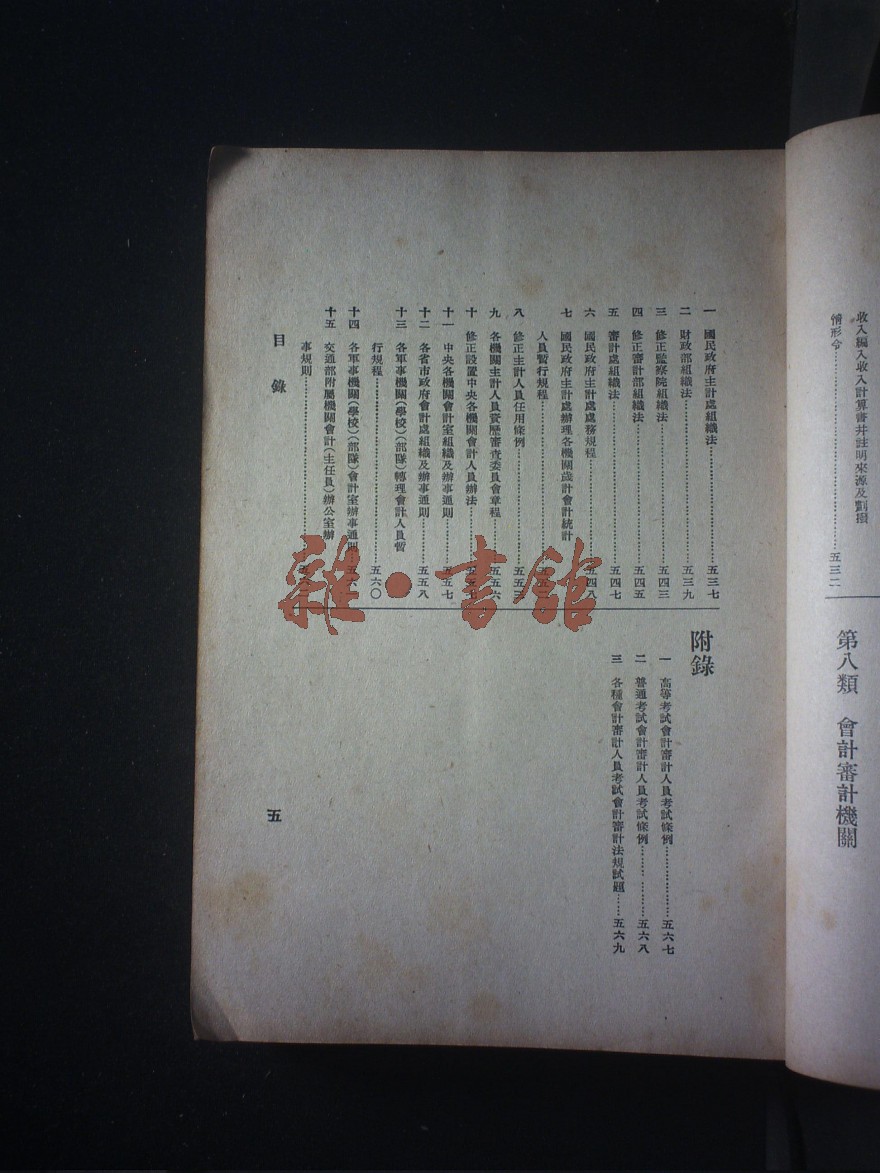 收入編入收入計算書并註明來源及劃撥
情形令……五三二
第八類 會計審計機關
一 國民政府主計處組織法……五三七
二 財政部組織法……五三九
三 修正監察院組織法……五四三
四 修正審計部組織法……五四五
五 審計處組織法……五四七
六 國民政府主計處處務規程……五四八
七 國民政府主計處辦理各機關歲計會計統計
人員暫行規程……五五
八 修正主計人員任用條例……五五三
九 各機關主計人員資歷審查委員會章程……五五六
十 修正設置中央各機關會計人員辦法……五五
十一 中央各機關會計室組織及辦事通則……五五七
十二 各省市政府會計處組織及辦事通則……五五八
十三 各軍事機關(學校)(部隊)轉理會計人員暫
行規程……五六〇
十四 各軍事機關(學校)(部隊)會計室辦事通則……五六
十五 交通部附屬機關會計(主任員)辦公室辦
事規則……五六
附錄
一 高等考試會計審計人員考試條例……五六七
二 普通考試會計審計人員考試條例……五六八
三 各種會計審計人員考試會計審計法規試題……五六九
目錄
五
雜·書館